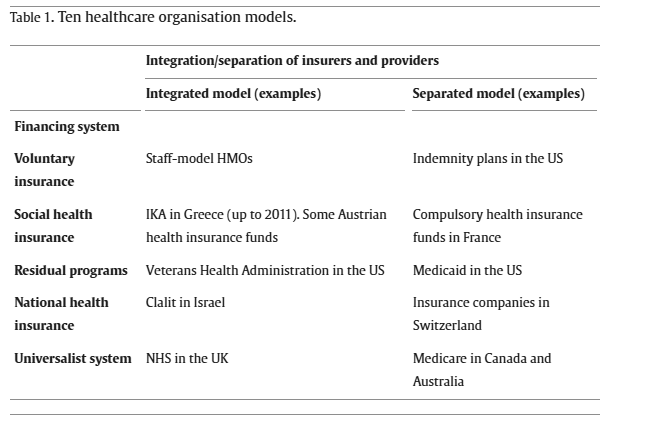 Table 1. Ten healthcare organisation models.
Integration/separation of insurers and providers
Integrated model (examples) Separated model (examples)
Financing system
Voluntary Staff-model HMOs Indemnity plans in the US
insurance
Social health IKA in Greece (up to 2011). Some Austrian Compulsory health insurance
insurance health insurance funds funds in France
Residual programs Veterans Health Administration in the US Medicaid in the US
National health Clalit in Israel Insurance companies in
insurance Switzerland
Universalist system NHS in the UK Medicare in Canada and
Australia